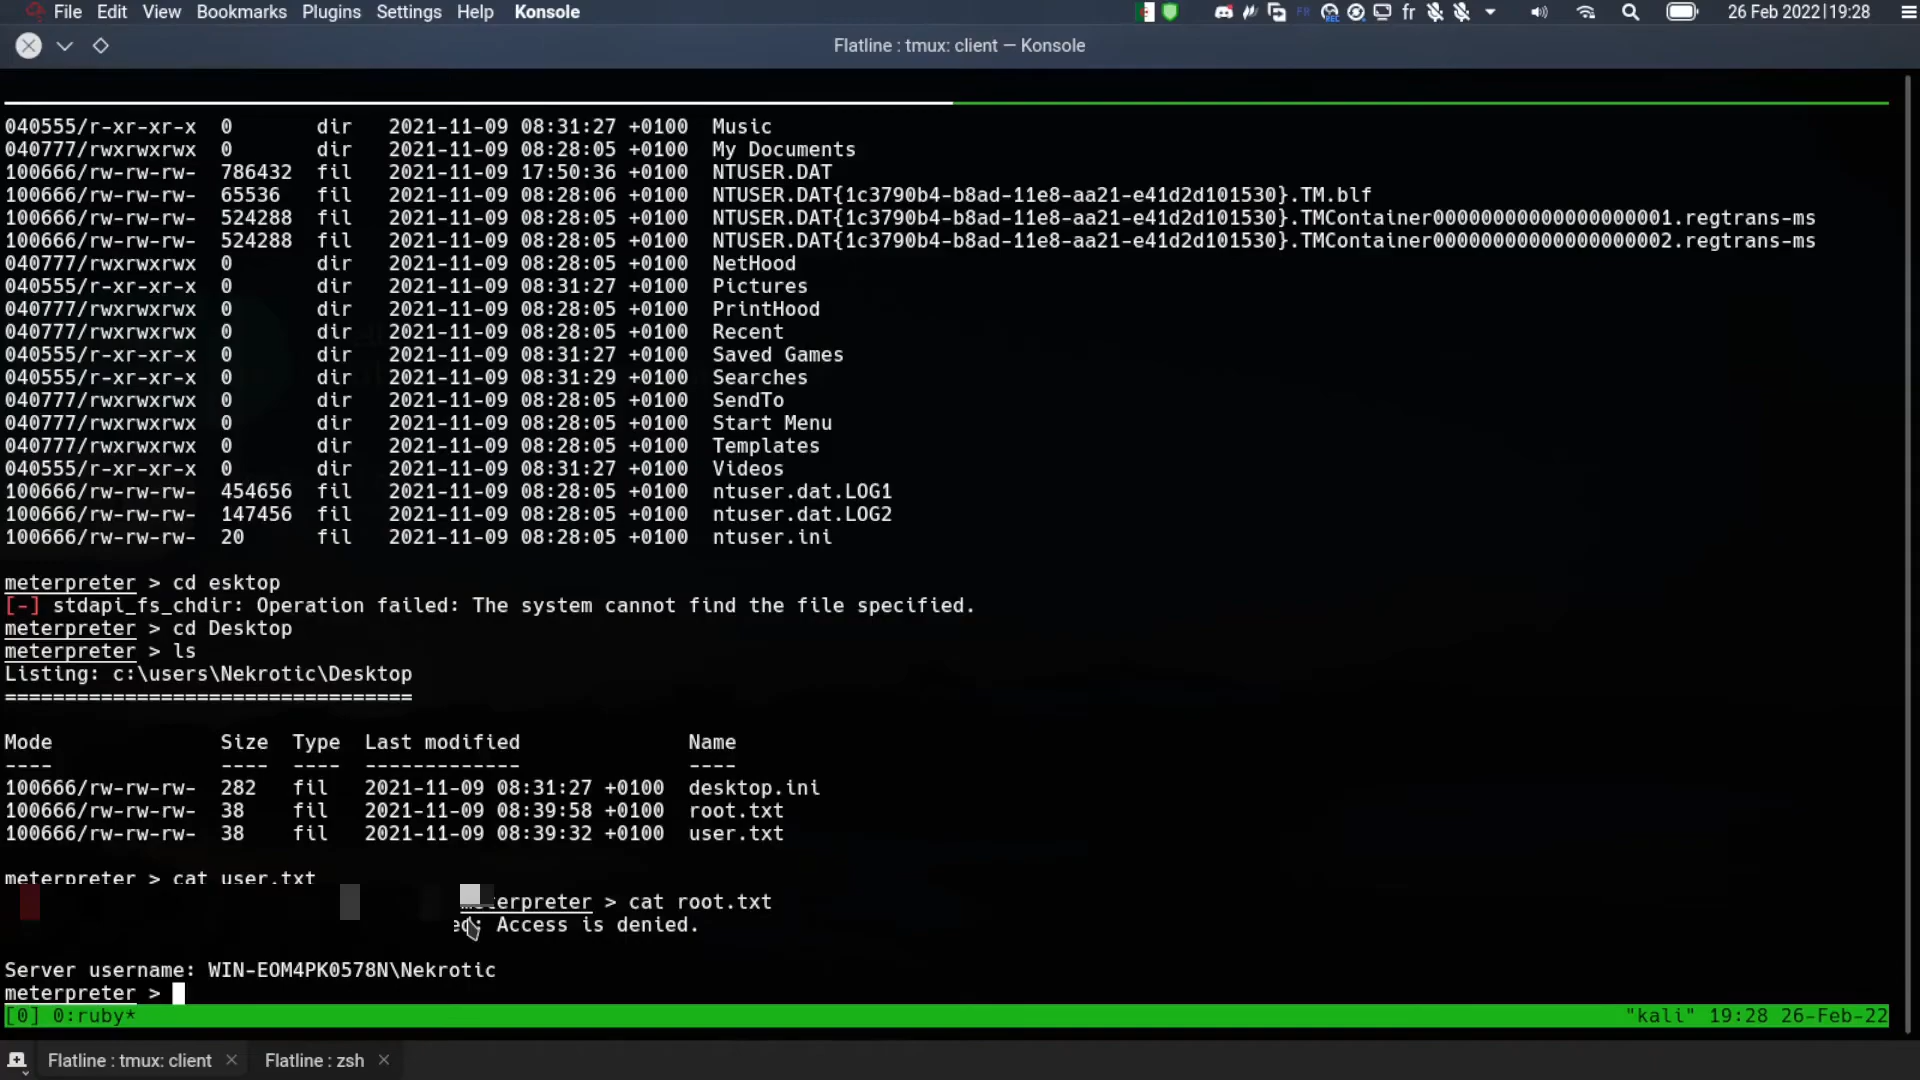 File Edit View Bookmarks Plugins Settings Help Konsole FR REC fr 26 Feb 2022|19:28
Flatline : tmux: client — Konsole
040555/r-xr-xr-x 0 dir 2021-11-09 08:31:27 +0100 Music
040777/rwxrwxrwx 0 dir 2021-11-09 08:28:05 +0100 My Documents
100666/rw-rw-rw- 786432 fil 2021-11-09 17:50:36 +0100 NTUSER.DAT
100666/rw-rw-rw- 65536 fil 2021-11-09 08:28:06 +0100 NTUSER.DAT{1c3790b4-b8ad-11e8-aa21-e41d2d101530}.TM.blf
100666/rw-rw-rw- 524288 fil 2021-11-09 08:28:05 +0100 NTUSER.DAT{1c3790b4-b8ad-11e8-aa21-e41d2d101530}.TMContainer00000000000000000001.regtrans-ms
100666/rw-rw-rw- 524288 fil 2021-11-09 08:28:05 +0100 NTUSER.DAT{1c3790b4-b8ad-11e8-aa21-e41d2d101530}.TMContainer00000000000000000002.regtrans-ms
040777/rwxrwxrwx 0 dir 2021-11-09 08:28:05 +0100 NetHood
040555/r-xr-xr-x 0 dir 2021-11-09 08:31:27 +0100 Pictures
040777/rwxrwxrwx 0 dir 2021-11-09 08:28:05 +0100 PrintHood
040777/rwxrwxrwx 0 dir 2021-11-09 08:28:05 +0100 Recent
040555/r-xr-xr-x 0 dir 2021-11-09 08:31:27 +0100 Saved Games
040555/r-xr-xr-x 0 dir 2021-11-09 08:31:29 +0100 Searches
040777/rwxrwxrwx 0 dir 2021-11-09 08:28:05 +0100 SendTo
040777/rwxrwxrwx 0 dir 2021-11-09 08:28:05 +0100 Start Menu
040777/rwxrwxrwx 0 dir 2021-11-09 08:28:05 +0100 Templates
040555/r-xr-xr-x 0 dir 2021-11-09 08:31:27 +0100 Videos
100666/rw-rw-rw- 454656 fil 2021-11-09 08:28:05 +0100 ntuser.dat.LOG1
100666/rw-rw-rw- 147456 fil 2021-11-09 08:28:05 +0100 ntuser.dat.LOG2
100666/rw-rw-rw- 20 fil 2021-11-09 08:28:05 +0100 ntuser.ini
meterpreter > cd esktop
[-] stdapi_fs_chdir: Operation failed: The system cannot find the file specified.
meterpreter > cd Desktop
meterpreter > ls
Listing: c:\users\Nekrotic\Desktop
==================================
Mode Size Type Last modified Name
---- ---- ---- ------------- ----
100666/rw-rw-rw- 282 fil 2021-11-09 08:31:27 +0100 desktop.ini
100666/rw-rw-rw- 38 fil 2021-11-09 08:39:58 +0100 root.txt
100666/rw-rw-rw- 38 fil 2021-11-09 08:39:32 +0100 user.txt
meterpreter > cat user.txt
erpreter > cat root.txt
Access is denied.
Server username: WIN-EOM4PK0578N\Nekrotic
meterpreter >
[0] 0:ruby* "kali" 19:28 26-Feb-22
Flatline : tmux: client Flatline : zsh